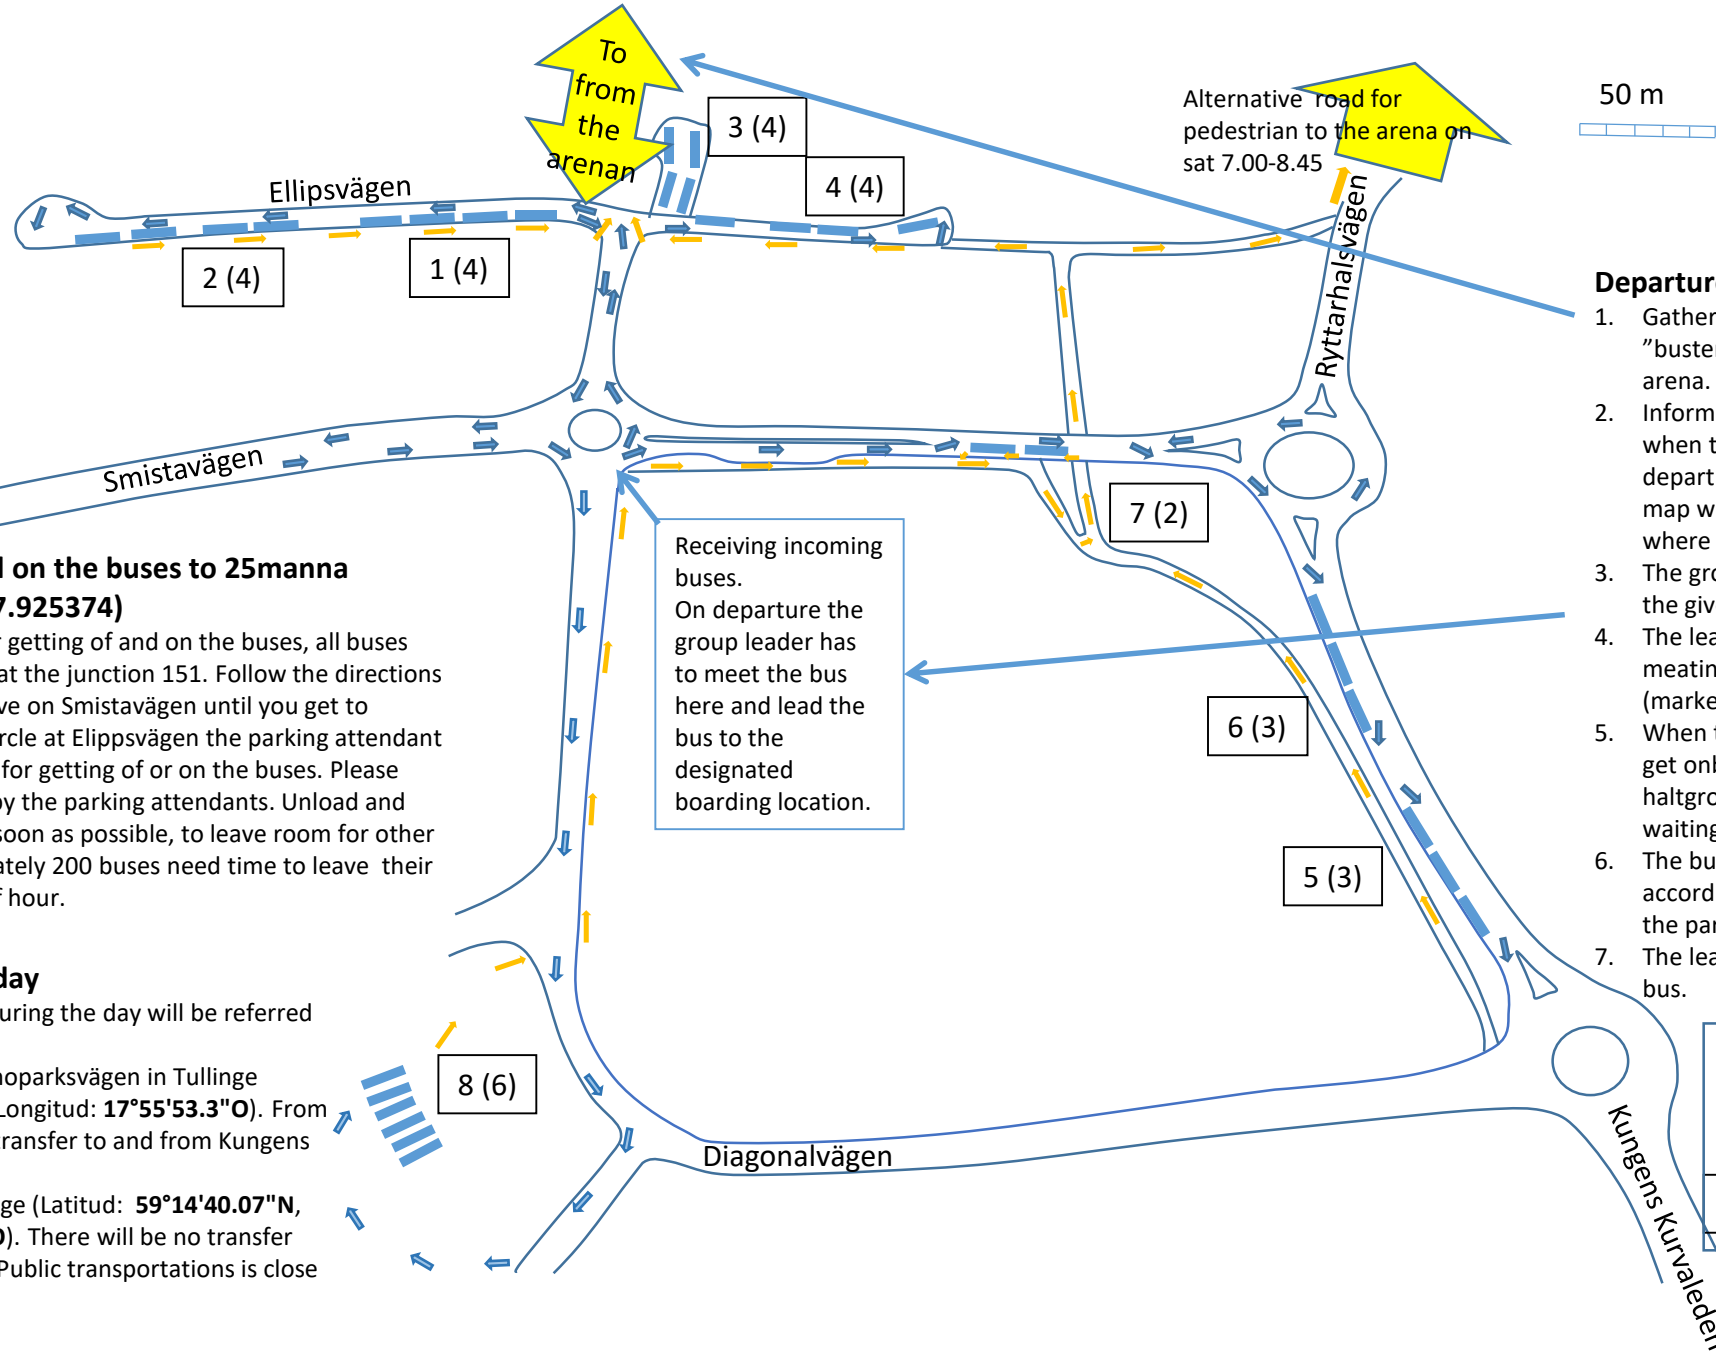 To
from
the
arenan
3 (4)
4 (4)
Ellipsvägen
2 (4)
1 (4)
Alternative road for
pedestrian to the arena on
sat 7.00-8.45
50 m
Ryttarhalsvägen
Smistavägen
7 (2)
6 (3)
5 (3)
8 (6)
Receiving incoming
buses.
On departure the
group leader has
to meet the bus
here and lead the
bus to the
designated
boarding location.
on the buses to 25manna
7.925374)
getting of and on the buses, all buses
at the junction 151. Follow the directions
ve on Smistavägen until you get to
rcle at Elippsvägen the parking attendant
for getting of or on the buses. Please
by the parking attendants. Unload and
soon as possible, to leave room for other
ately 200 buses need time to leave their
f hour.
day
uring the day will be referred
noparksvägen in Tullinge
Longitud: 17°55'53.3"O). From
transfer to and from Kungens
ge (Latitud: 59°14'40.07"N,
O). There will be no transfer
Public transportations is close
Diagonalvägen
Kungens Kurvaleden
Departur
1. Gather
"buster
arena.
2. Inform
when t
depart
map w
where
3. The gro
the giv
4. The lea
meatin
(marke
5. When t
get onb
haltgro
waiting
6. The bu
accord
the par
7. The lea
bus.